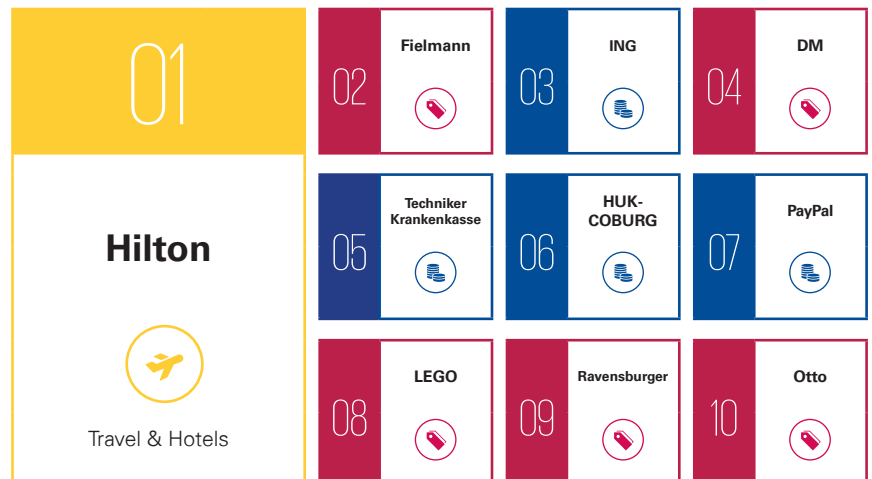 01
Hilton
Travel & Hotels
02
Fielmann
03
ING
04
DM
05
Techniker
Krankenkasse
06
HUK-
COBURG
07
PayPal
08
LEGO
09
Ravensburger
10
Otto